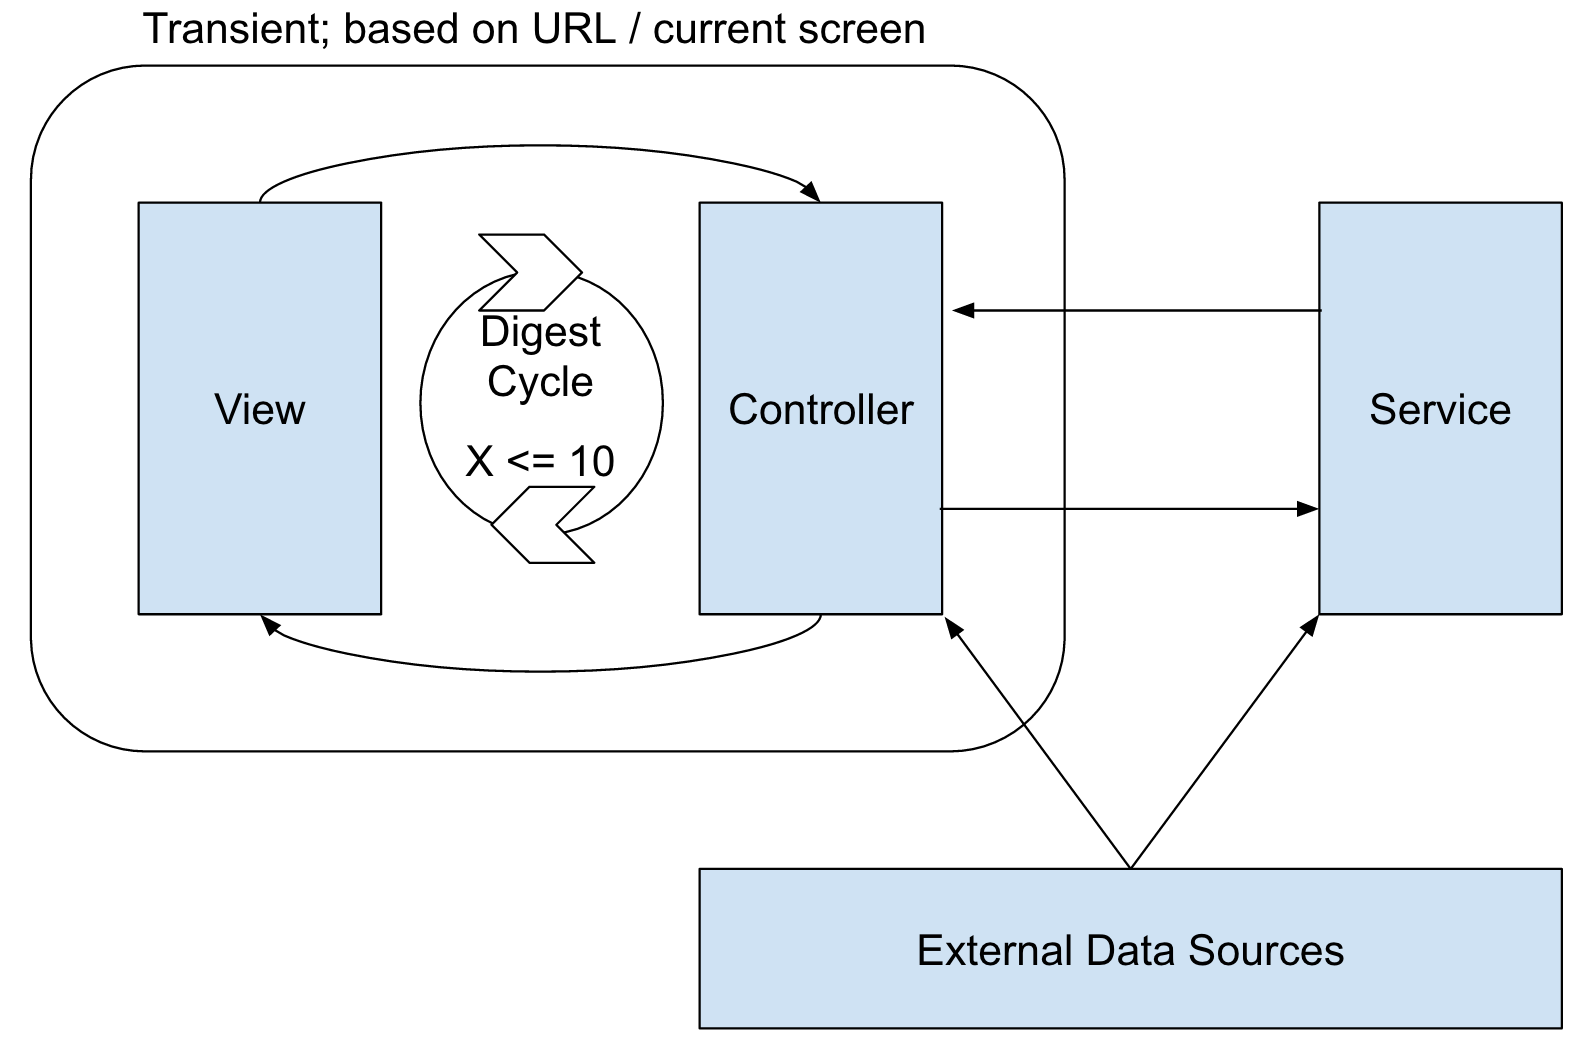 Transient; based on URL / current screen
Digest
Cycle
X <= 10
View
Controller
Service
External Data Sources